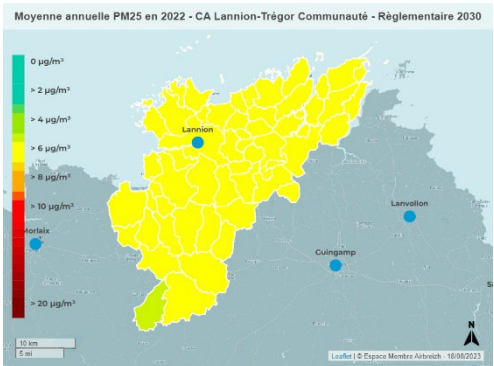 Moyenne annuelle PM25 en 2022 - CA Lannion-Trégor Communauté - Règlementaire 2030
0 µg/m³
> 2 µg/m³
> 4 µg/m³
> 6 µg/m³
> 8 µg/m³
> 10 µg/m³
> 20 µg/m³
Lannion
Lanvollon
Morlaix
Guingamp
N
10 km
5 mi
Leaflet | © Espace Membre Airbreizh - 18/08/2023